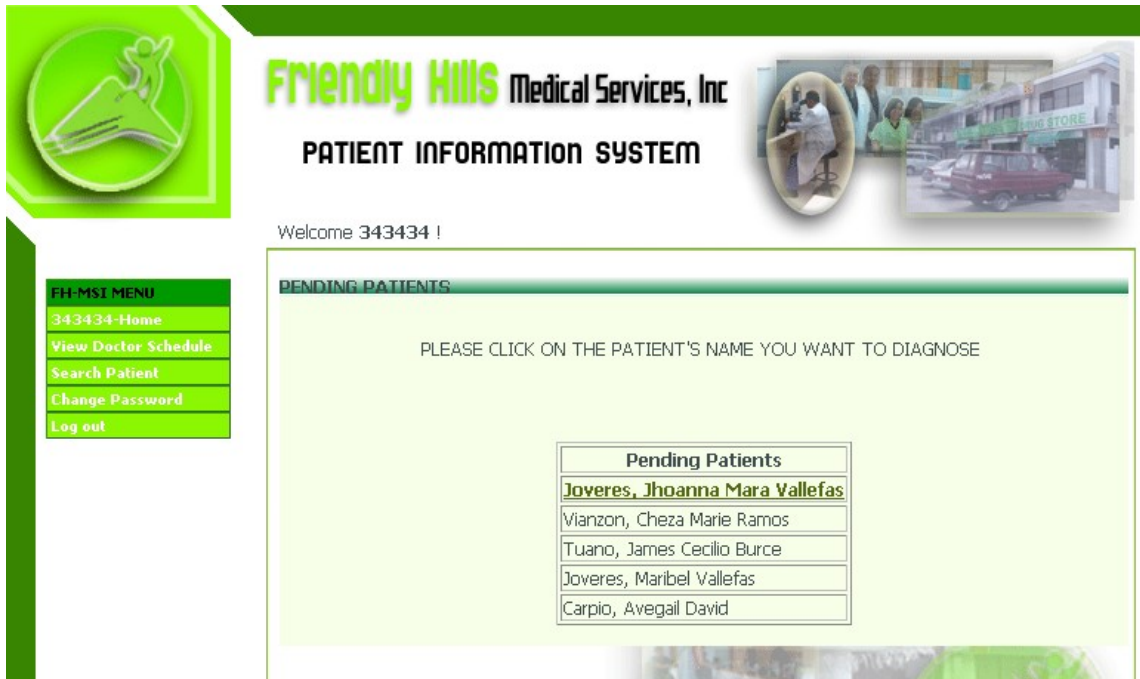 Friendly Hills Medical Services, Inc
PATIENT INFORMATION SYSTEM
DRUG STORE
Welcome 343434 !
FH-MSI MENU
343434-Home
View Doctor Schedule
Search Patient
Change Password
Log out
PENDING PATIENTS
PLEASE CLICK ON THE PATIENT'S NAME YOU WANT TO DIAGNOSE
Pending Patients
Joveres, Jhoanna Mara Vallefas
Vianzon, Cheza Marie Ramos
Tuano, James Cecilio Burce
Joveres, Maribel Vallefas
Carpio, Avegail David